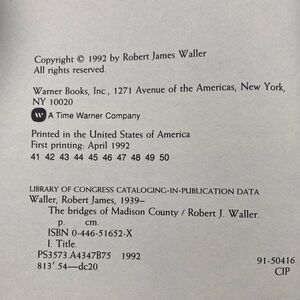 Copyright © 1992 by Robert James Waller
All rights reserved.
Warner Books, Inc., 1271 Avenue of the Americas, New York,
NY 10020
W A Time Warner Company
Printed in the United States of America
First printing: April 1992
41 42 43 44 45 46 47 48 49 50
LIBRARY OF CONGRESS CATALOGING-IN-PUBLICATION DATA
Waller, Robert James, 1939–
The bridges of Madison County / Robert J. Waller.
p. cm.
ISBN 0-446-51652-X
I. Title.
PS3573.A4347B75 1992
813'.54—dc20 91-50416
CIP